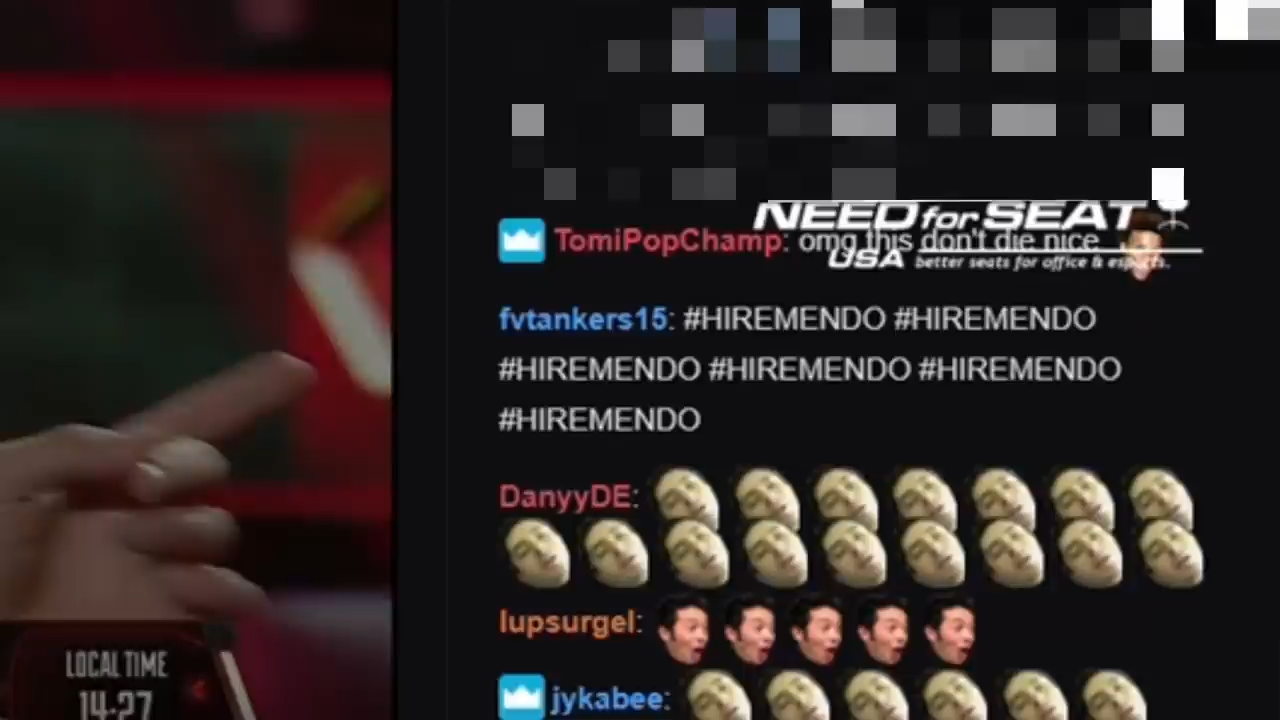 NEED for SEAT
TomiPopChamp: omg this don't die nice
USA better seats for office & esports.
fvtankers15: #HIREMENDO #HIREMENDO
#HIREMENDO #HIREMENDO #HIREMENDO
#HIREMENDO
DanyyDE:
lupsurgel:
jykabee:
LOCAL TIME
14:27